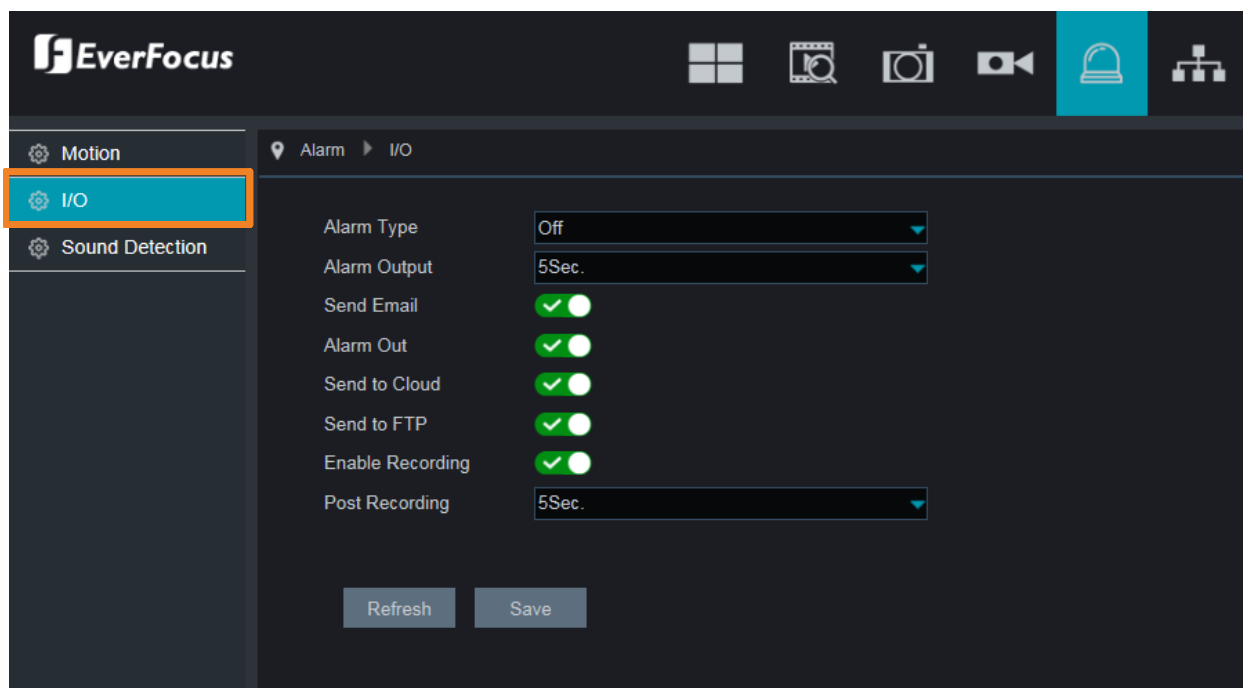 EverFocus
Motion
I/O
Sound Detection
Alarm I/O
Alarm Type Off
Alarm Output 5Sec.
Send Email
Alarm Out
Send to Cloud
Send to FTP
Enable Recording
Post Recording 5Sec.
Refresh Save